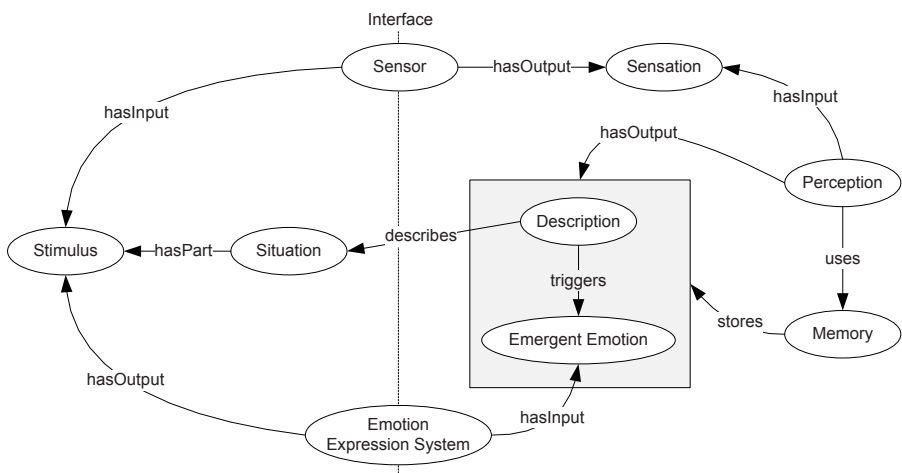 Interface
Sensor
hasOutput
Sensation
hasInput
hasInput
hasOutput
Perception
Description
describes
Stimulus
hasPart
Situation
uses
triggers
stores
Memory
Emergent Emotion
hasOutput
hasInput
Emotion
Expression System